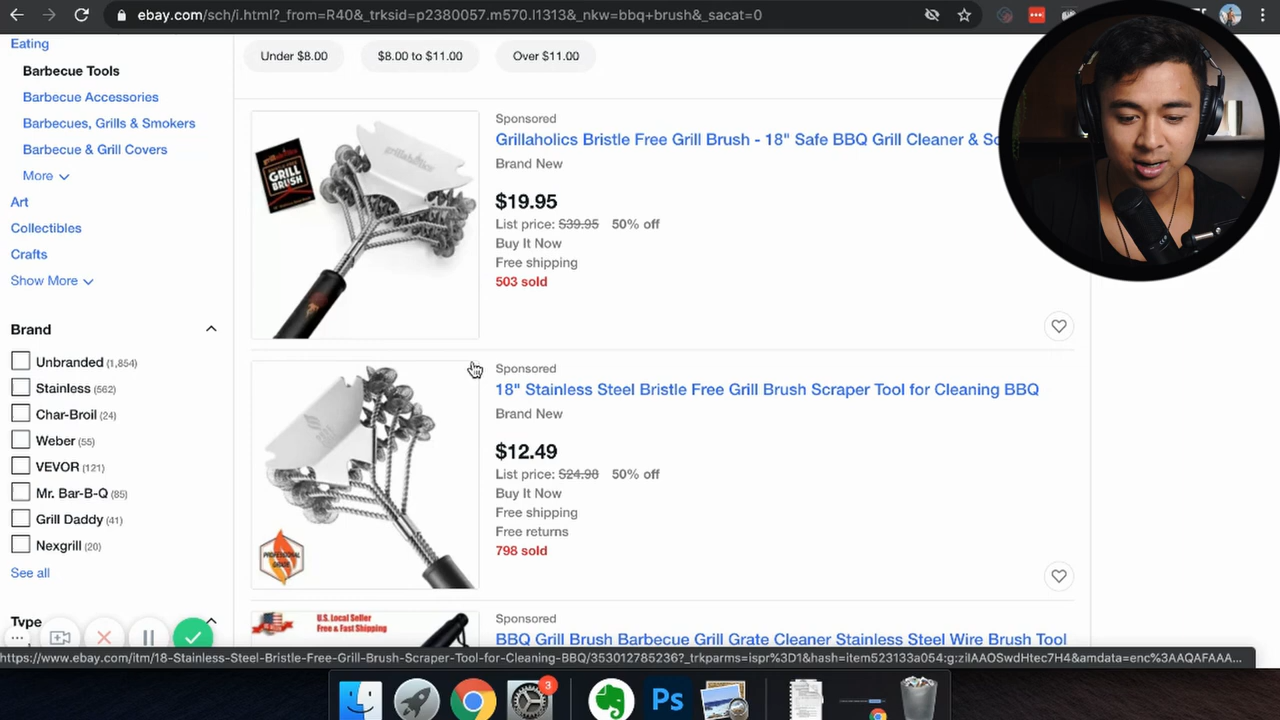 ebay.com/sch/i.html?_from=R40&_trksid=p2380057.m570.l1313&_nkw=bbq+brush&_sacat=0
Eating
Barbecue Tools
Barbecue Accessories
Barbecues, Grills & Smokers
Barbecue & Grill Covers
More
Art
Collectibles
Crafts
Show More
Brand
Unbranded (1,854)
Stainless (562)
Char-Broil (24)
Weber (55)
VEVOR (121)
Mr. Bar-B-Q (85)
Grill Daddy (41)
Nexgrill (20)
See all
Type
Under $8.00
$8.00 to $11.00
Over $11.00
grillaholics
GRILL
BRUSH
Sponsored
Grillaholics Bristle Free Grill Brush - 18" Safe BBQ Grill Cleaner &
Brand New
$19.95
List price: $39.95 50% off
Buy It Now
Free shipping
503 sold
PROFESSIONAL
GRADE
Sponsored
18" Stainless Steel Bristle Free Grill Brush Scraper Tool for Cleaning BBQ
Brand New
$12.49
List price: $24.98 50% off
Buy It Now
Free shipping
Free returns
798 sold
U.S. Local Seller
Free & Fast Shipping
Sponsored
BBQ Grill Brush Barbecue Grill Grate Cleaner Stainless Steel Wire Brush Tool
https://www.ebay.com/itm/18-Stainless-Steel-Bristle-Free-Grill-Brush-Scraper-Tool-for-Cleaning-BBQ/353012785236?_trkparms=ispr%3D1&hash=item523133a054:g:zilAAOSwdHtec7H4&amdata=enc%3AAQAFAAA...
3
Ps